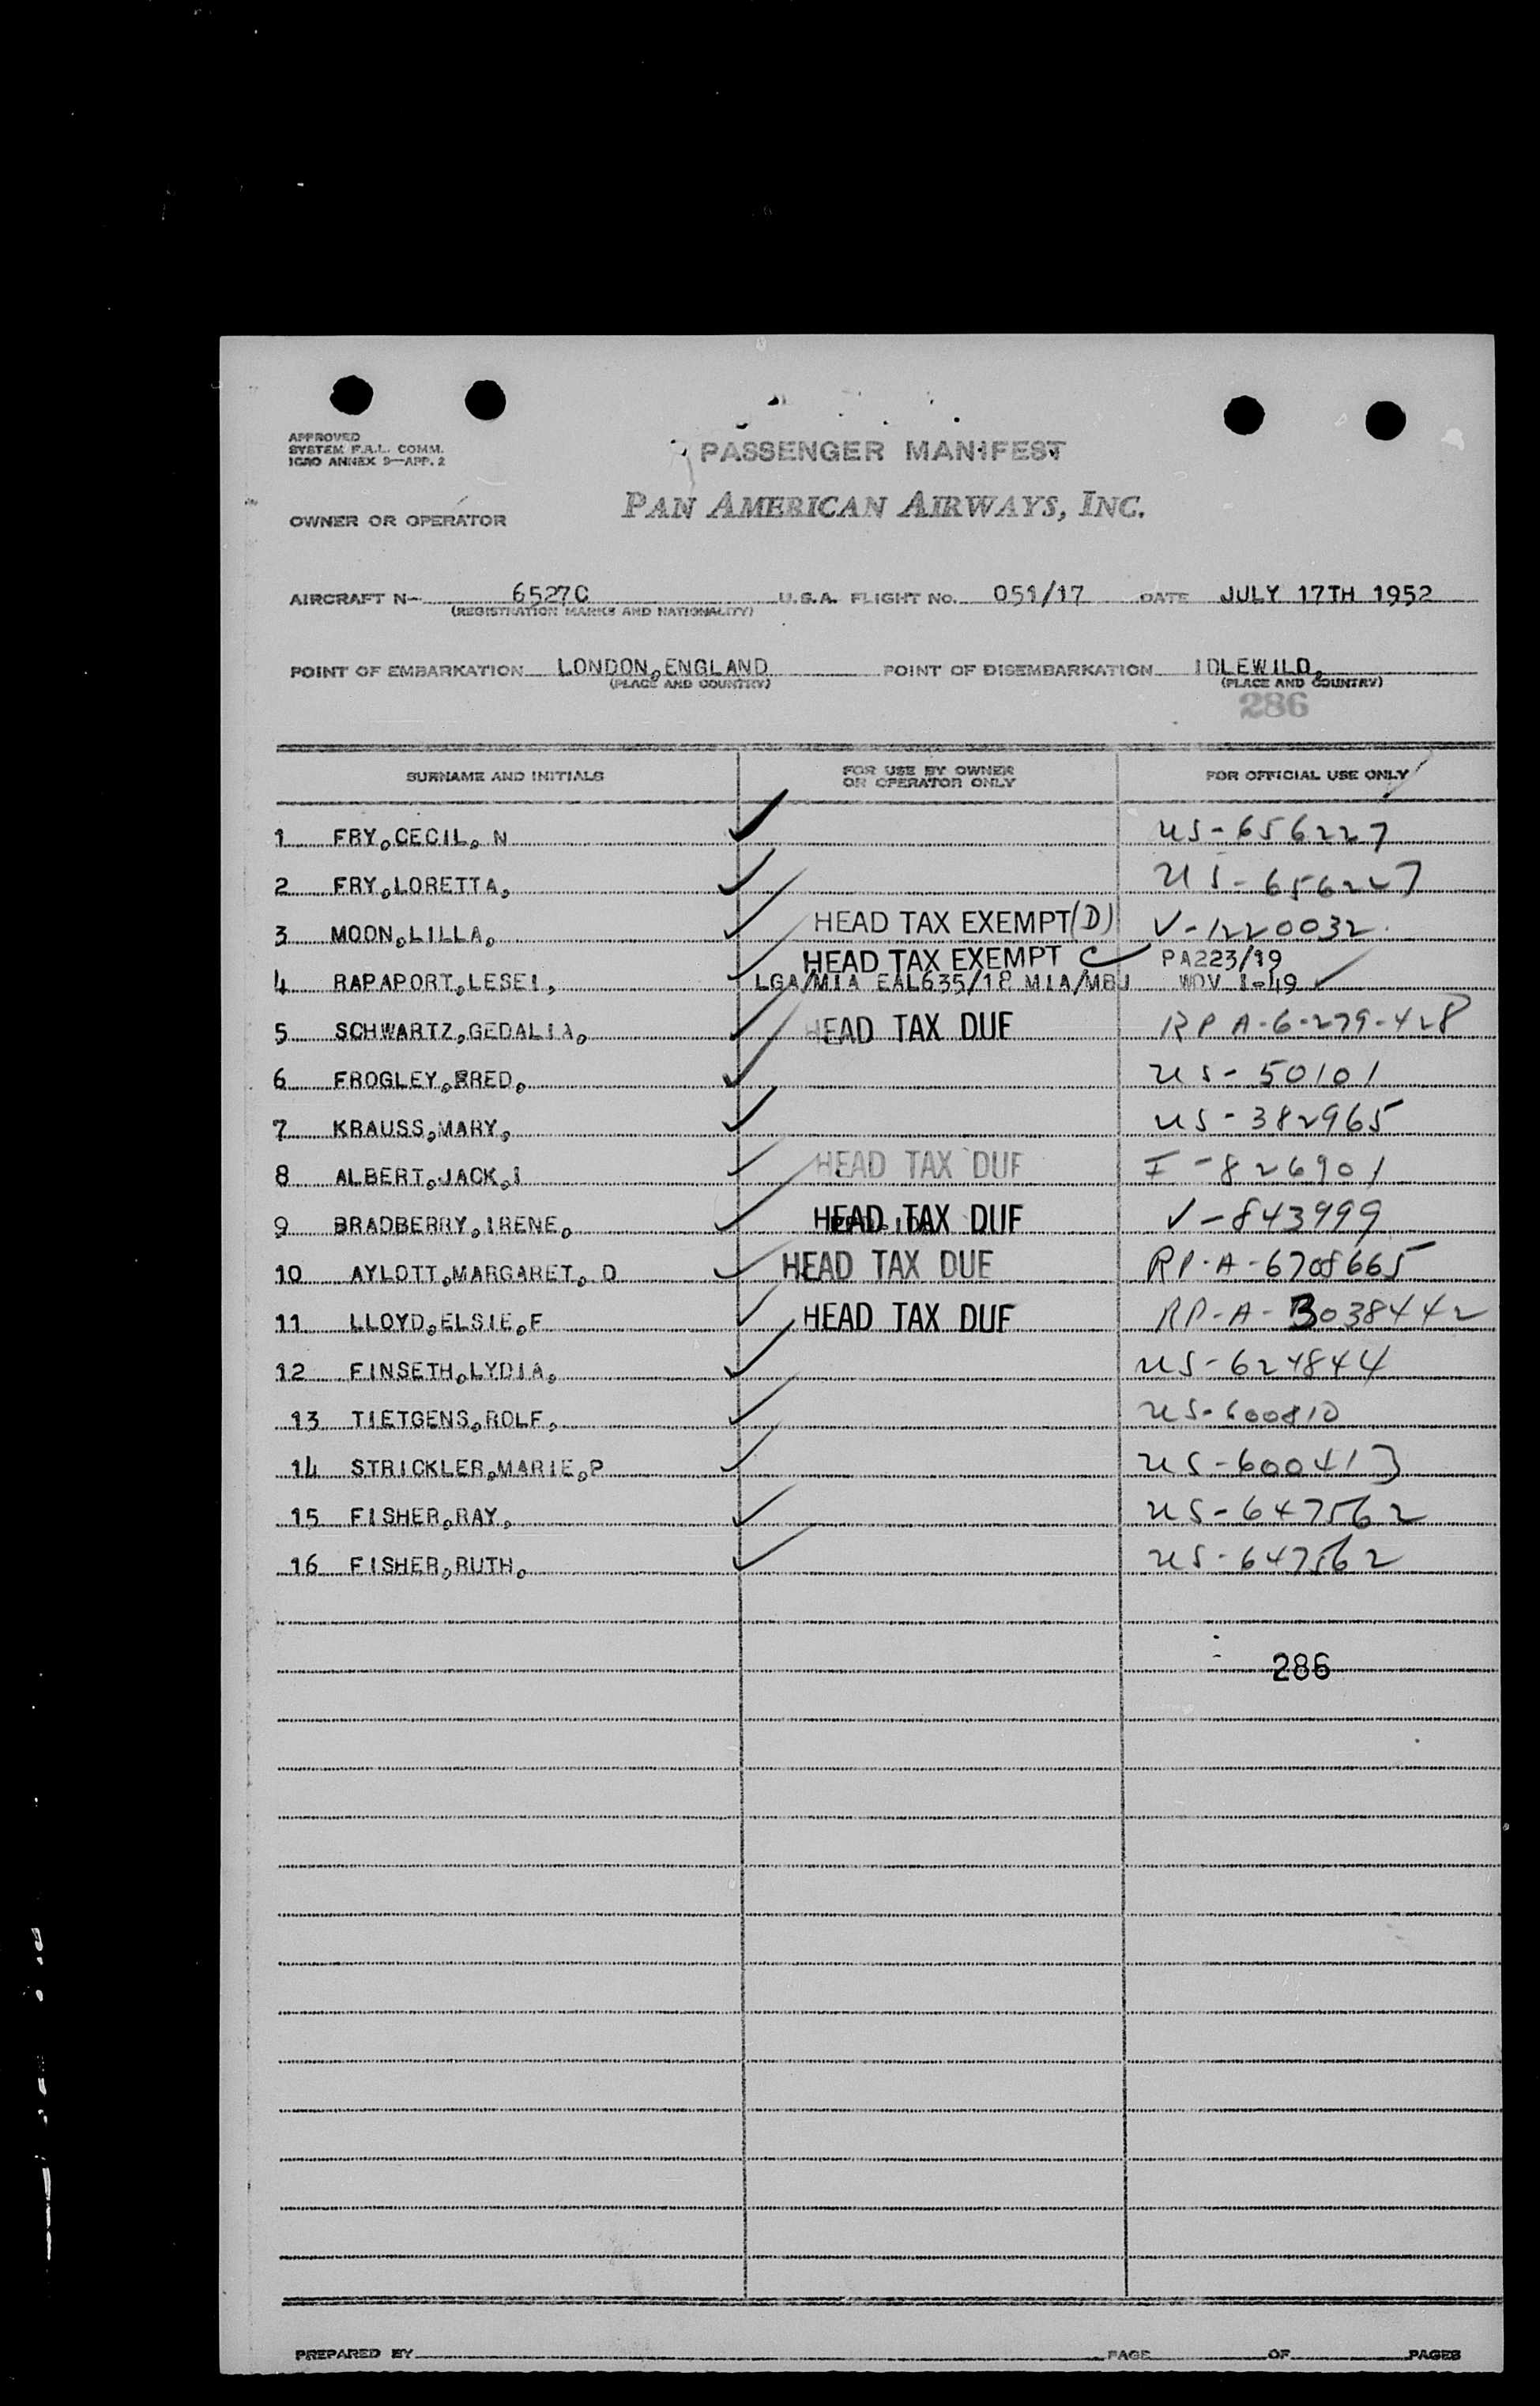 APPROVED
SYSTEM F.A.L. COMM.
ICAO ANNEX 9—APP. 2
PASSENGER MANIFEST
OWNER OR OPERATOR PAN AMERICAN AIRWAYS, INC.
AIRCRAFT N- 6527C U.S.A. FLIGHT NO. 051/17 DATE JULY 17TH 1952
(REGISTRATION MARKS AND NATIONALITY)
POINT OF EMBARKATION LONDON,ENGLAND POINT OF DISEMBARKATION IDLEWILD,
(PLACE AND COUNTRY) (PLACE AND COUNTRY)
286
SURNAME AND INITIALS FOR USE BY OWNER OR OPERATOR ONLY FOR OFFICIAL USE ONLY
1 FRY,CECIL, N US-656227
2 FRY,LORETTA, US-656227
3 MOON,LILLA, HEAD TAX EXEMPT (D) V-1220032
HEAD TAX EXEMPT C PA223/19
4 RAPAPORT,LESEI, LGA/MIA EAL635/18 MIA/MBJ WDV I-49
5 SCHWARTZ,GEDALIA, HEAD TAX DUE RP A-6-279-428
6 FROGLEY,FRED, US-50101
7 KRAUSS,MARY, US-382965
8 ALBERT,JACK,I HEAD TAX DUE I-826901
9 BRADBERRY,IRENE, HEAD TAX DUE V-843999
10 AYLOTT,MARGARET, D HEAD TAX DUE RP-A-6708665
11 LLOYD,ELSIE,F HEAD TAX DUE RP-A-3038442
12 FINSETH,LYDIA, US-624844
13 TIETGENS,ROLF, US-600810
14 STRICKLER,MARIE,P US-600413
15 FISHER,RAY, US-647562
16 FISHER,RUTH, US-647562
286
PREPARED BY PAGE OF PAGES